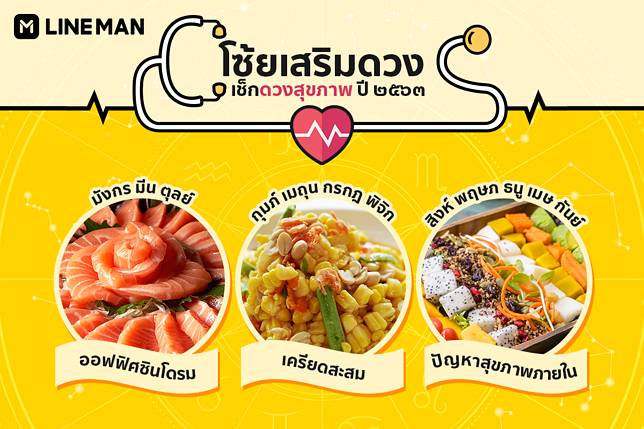 LINE MAN
โซ้ยเสริมดวง
เช็กดวงสุขภาพ ปี ๒๕๖๓
มังกร มีน ตุลย์
กุมภ์ เมถุน กรกฎ พิจิก
สิงห์ พฤษภ ธนู เมษ กันย์
ออฟฟิศซินโดรม
เครียดสะสม
ปัญหาสุขภาพภายใน